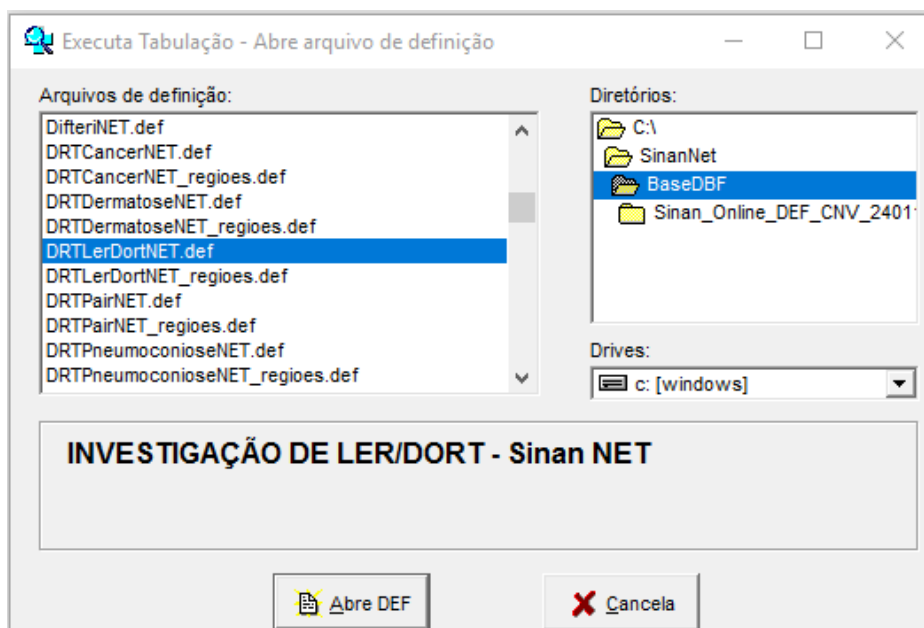 Executa Tabulação - Abre arquivo de definição
Arquivos de definição:
DifteriNET.def
DRTCancerNET.def
DRTCancerNET_regioes.def
DRTDermatoseNET.def
DRTDermatoseNET_regioes.def
DRTLerDortNET.def
DRTLerDortNET_regioes.def
DRTPairNET.def
DRTPairNET_regioes.def
DRTPneumoconioseNET.def
DRTPneumoconioseNET_regioes.def
Diretórios:
C:\
SinanNet
BaseDBF
Sinan_Online_DEF_CNV_2401
Drives:
c: [windows]
INVESTIGAÇÃO DE LER/DORT - Sinan NET
Abre DEF
Cancela